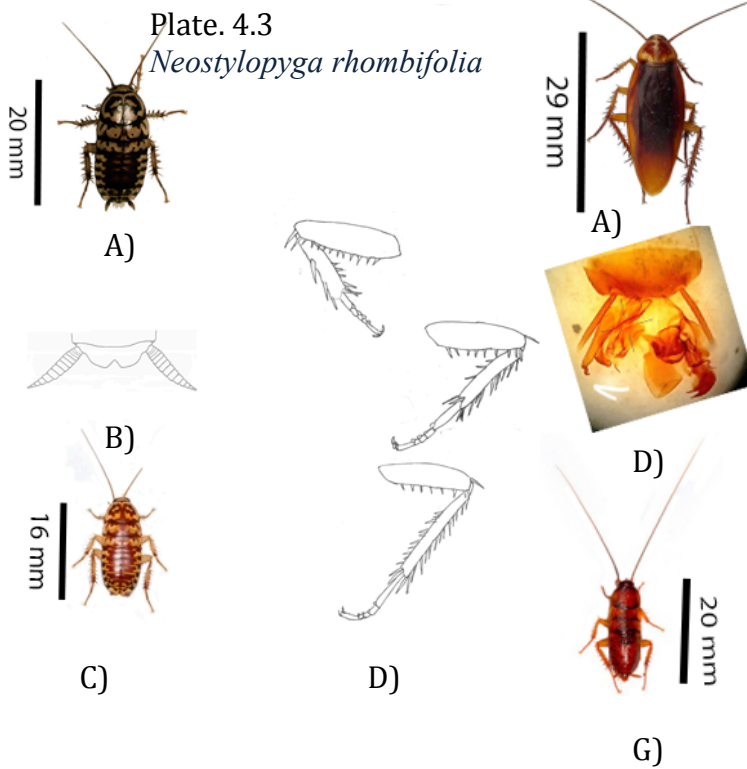 Plate. 4.3
Neostylopyga rhombifolia
20 mm
29 mm
A)
A)
B)
D)
16 mm
20 mm
C)
D)
G)